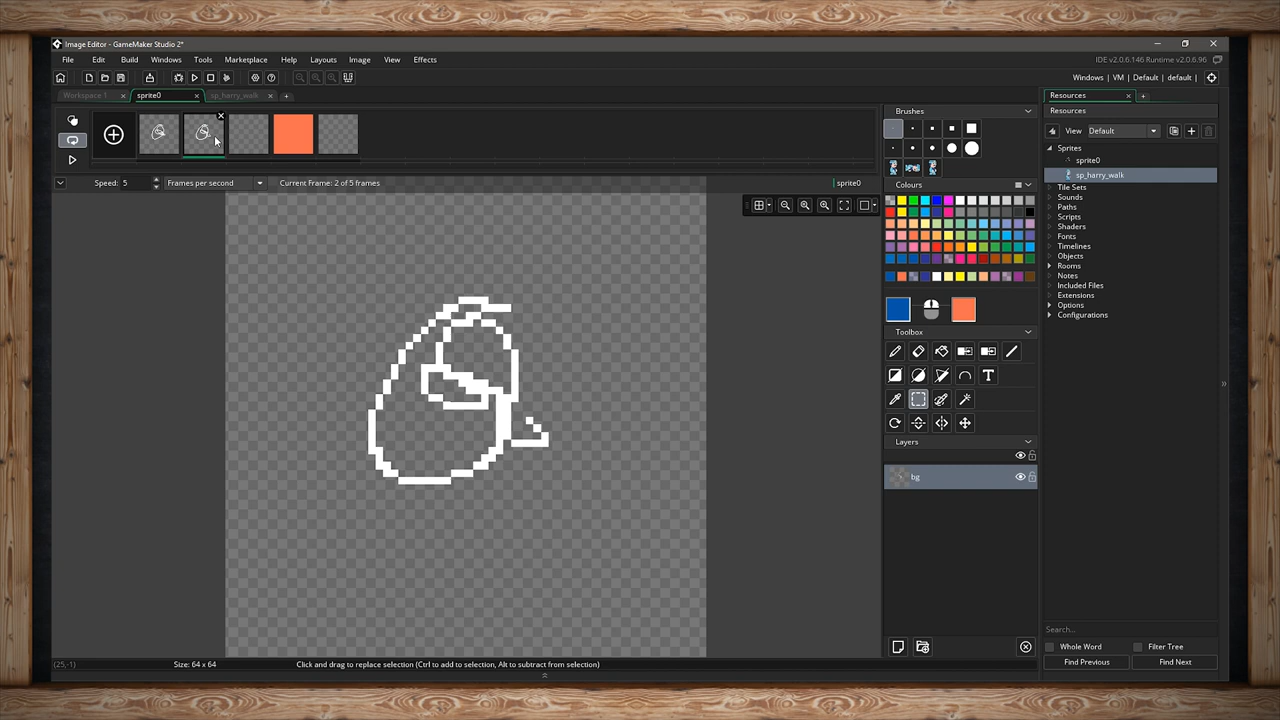 Image Editor - GameMaker Studio 2*
File Edit Build Windows Tools Marketplace Help Layouts Image View Effects
IDE v2.0.6.146 Runtime v2.0.6.96
Windows | VM | Default | default |
Workspace 1 sprite0 sp_harry_walk
Speed: 5 Frames per second Current Frame: 2 of 5 frames sprite0
Brushes
Colours
Toolbox
T
Layers
bg
Resources
Resources
View Default
Sprites
sprite0
sp_harry_walk
Tile Sets
Sounds
Paths
Scripts
Shaders
Fonts
Timelines
Objects
Rooms
Notes
Included Files
Extensions
Options
Configurations
Search...
Whole Word Filter Tree
Find Previous Find Next
(25,-1) Size: 64 x 64 Click and drag to replace selection (Ctrl to add to selection, Alt to subtract from selection)